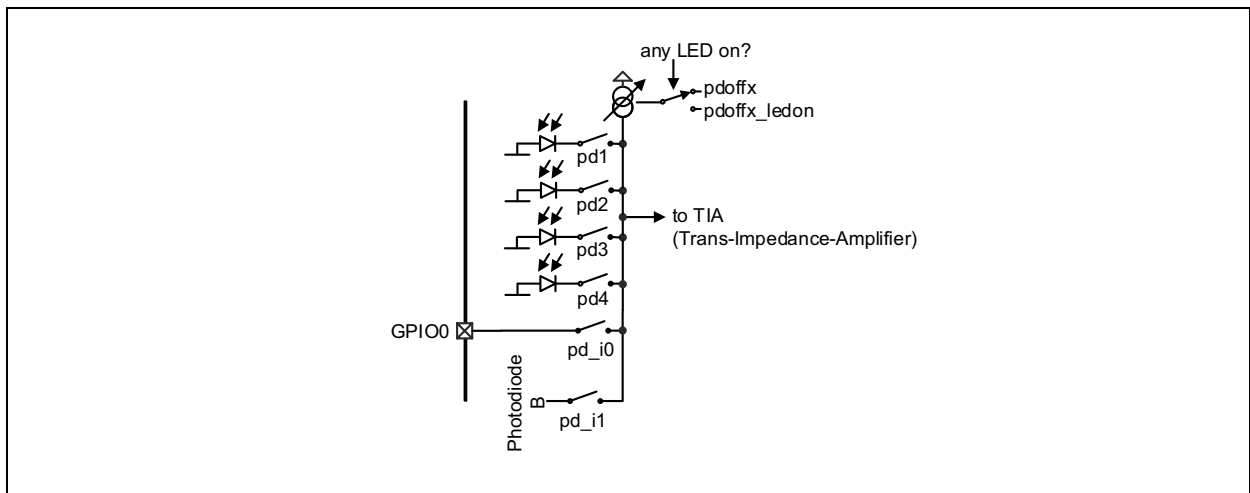 any LED on?
pdoffx
pdoffx_ledon
pd1
pd2
to TIA
(Trans-Impedance-Amplifier)
pd3
pd4
GPIO0
pd_i0
Photodiode
B
pd_i1